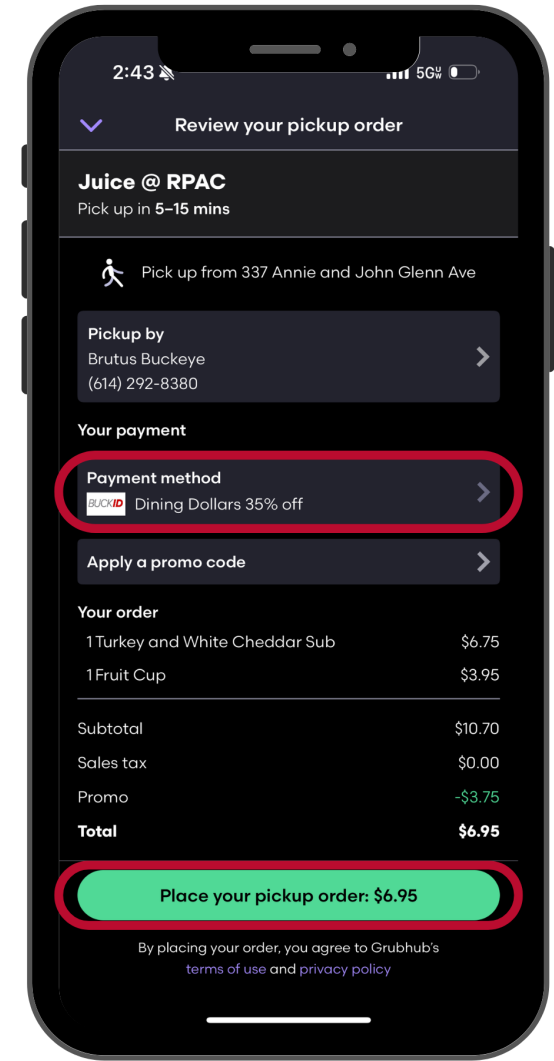 2:43 5GW
Review your pickup order
Juice @ RPAC
Pick up in 5–15 mins
Pick up from 337 Annie and John Glenn Ave
Pickup by
Brutus Buckeye
(614) 292-8380
Your payment
Payment method
BUCKID Dining Dollars 35% off
Apply a promo code
Your order
1 Turkey and White Cheddar Sub $6.75
1 Fruit Cup $3.95
Subtotal $10.70
Sales tax $0.00
Promo -$3.75
Total $6.95
Place your pickup order: $6.95
By placing your order, you agree to Grubhub's
terms of use and privacy policy